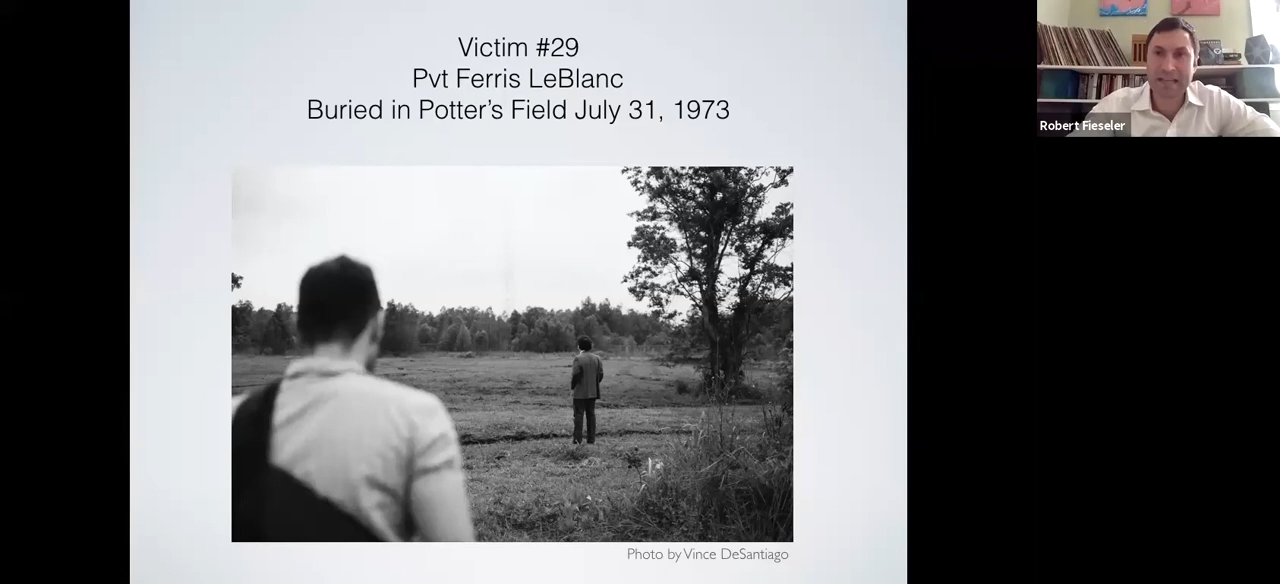 Victim #29
Pvt Ferris LeBlanc
Buried in Potter's Field July 31, 1973
Robert Fieseler
Photo by Vince DeSantiago